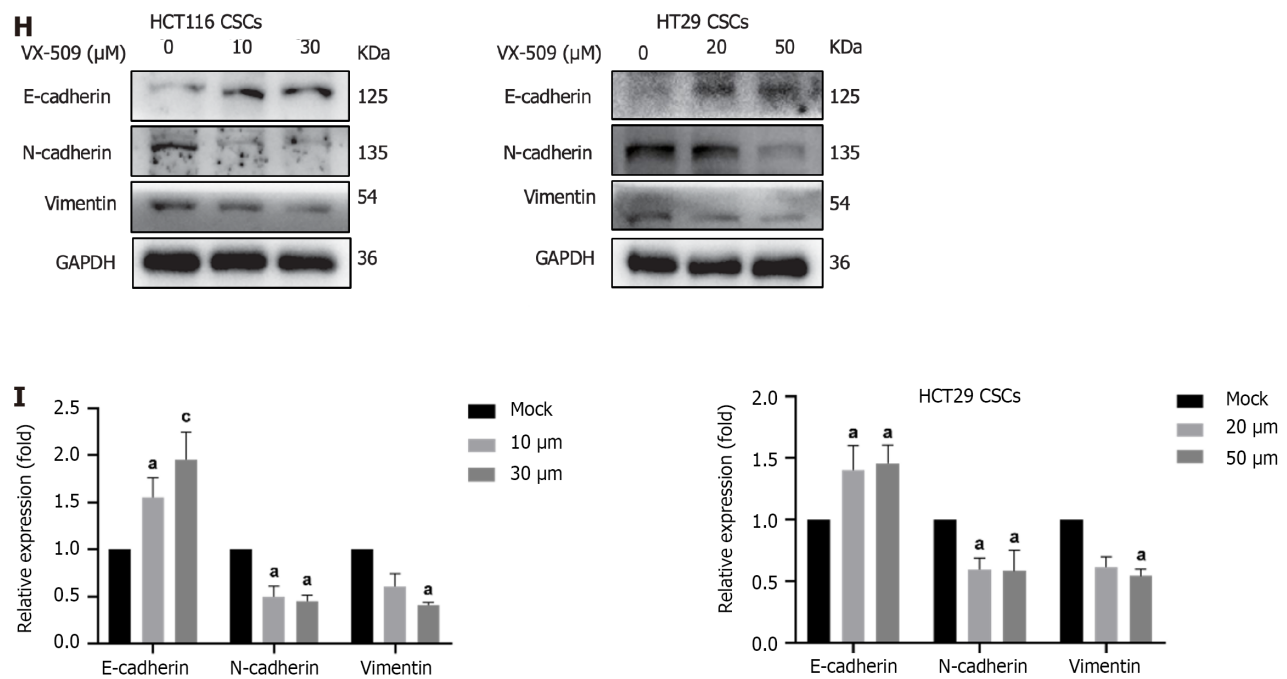 H
HCT116 CSCs
VX-509 (µM) 0 10 30 KDa
E-cadherin 125
N-cadherin 135
Vimentin 54
GAPDH 36
HT29 CSCs
VX-509 (µM) 0 20 50 KDa
E-cadherin 125
N-cadherin 135
Vimentin 54
GAPDH 36
I
Relative expression (fold)
2.5
2.0
1.5
1.0
0.5
0.0
a c
a a
a
E-cadherin N-cadherin Vimentin
Mock
10 µm
30 µm
HCT29 CSCs
Relative expression (fold)
2.0
1.5
1.0
0.5
0.0
a a
a a
a
E-cadherin N-cadherin Vimentin
Mock
20 µm
50 µm